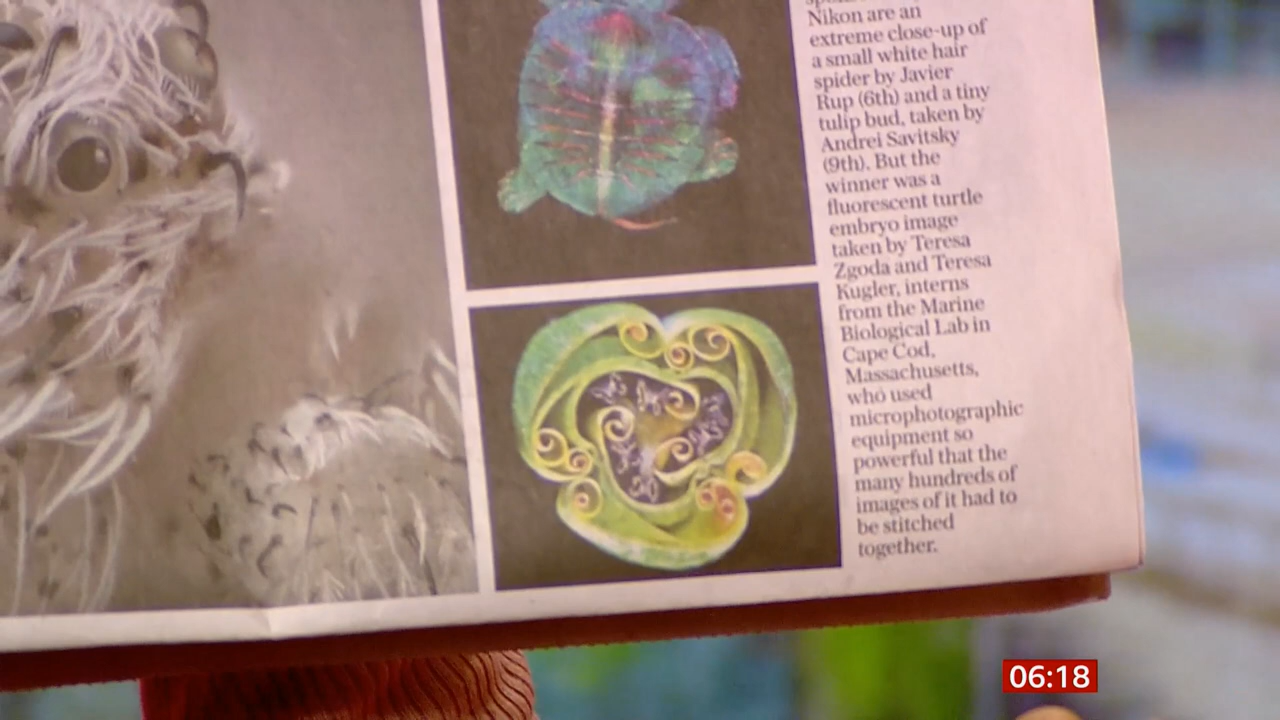 Nikon are an
extreme close-up of
a small white hair
spider by Javier
Rup (6th) and a tiny
tulip bud, taken by
Andrei Savitsky
(9th). But the
winner was a
fluorescent turtle
embryo image
taken by Teresa
Zgoda and Teresa
Kugler, interns
from the Marine
Biological Lab in
Cape Cod,
Massachusetts,
who used
microphotographic
equipment so
powerful that the
many hundreds of
images of it had to
be stitched
together.
06:18